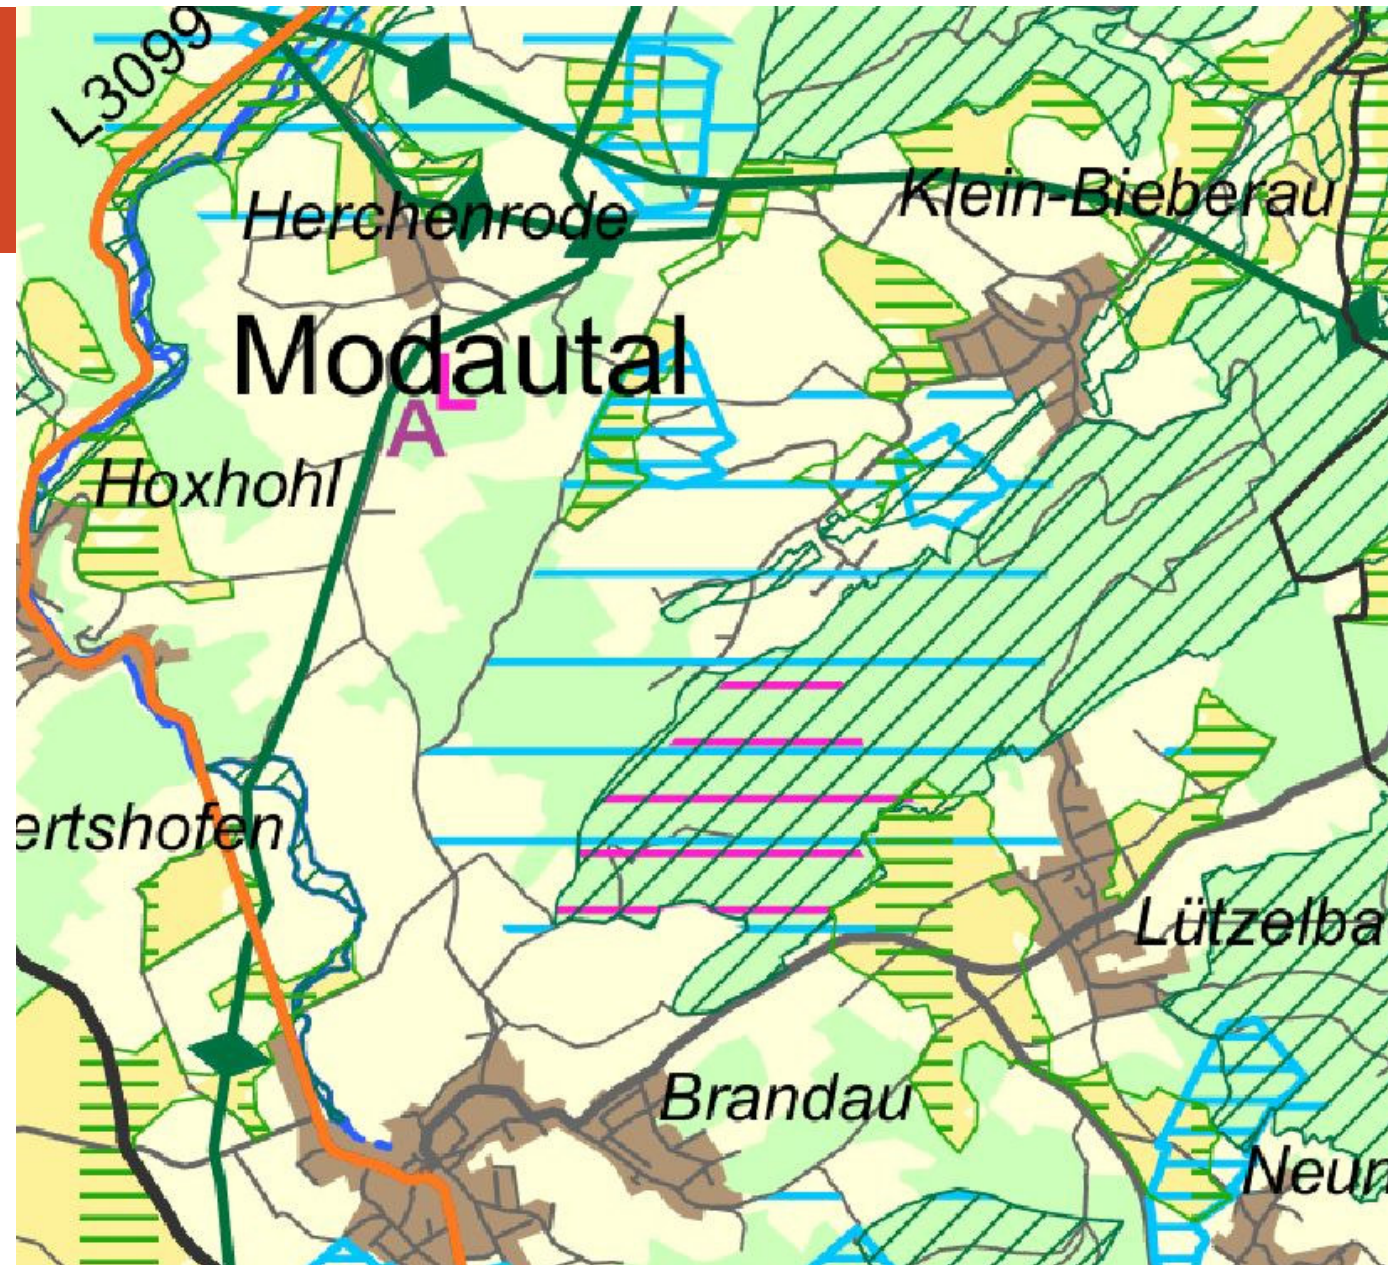 L3099
Herchenrode
Klein-Bieberau
Modautal
L
A
Hoxhohl
ertshofen
Lützelba
Brandau
Neun